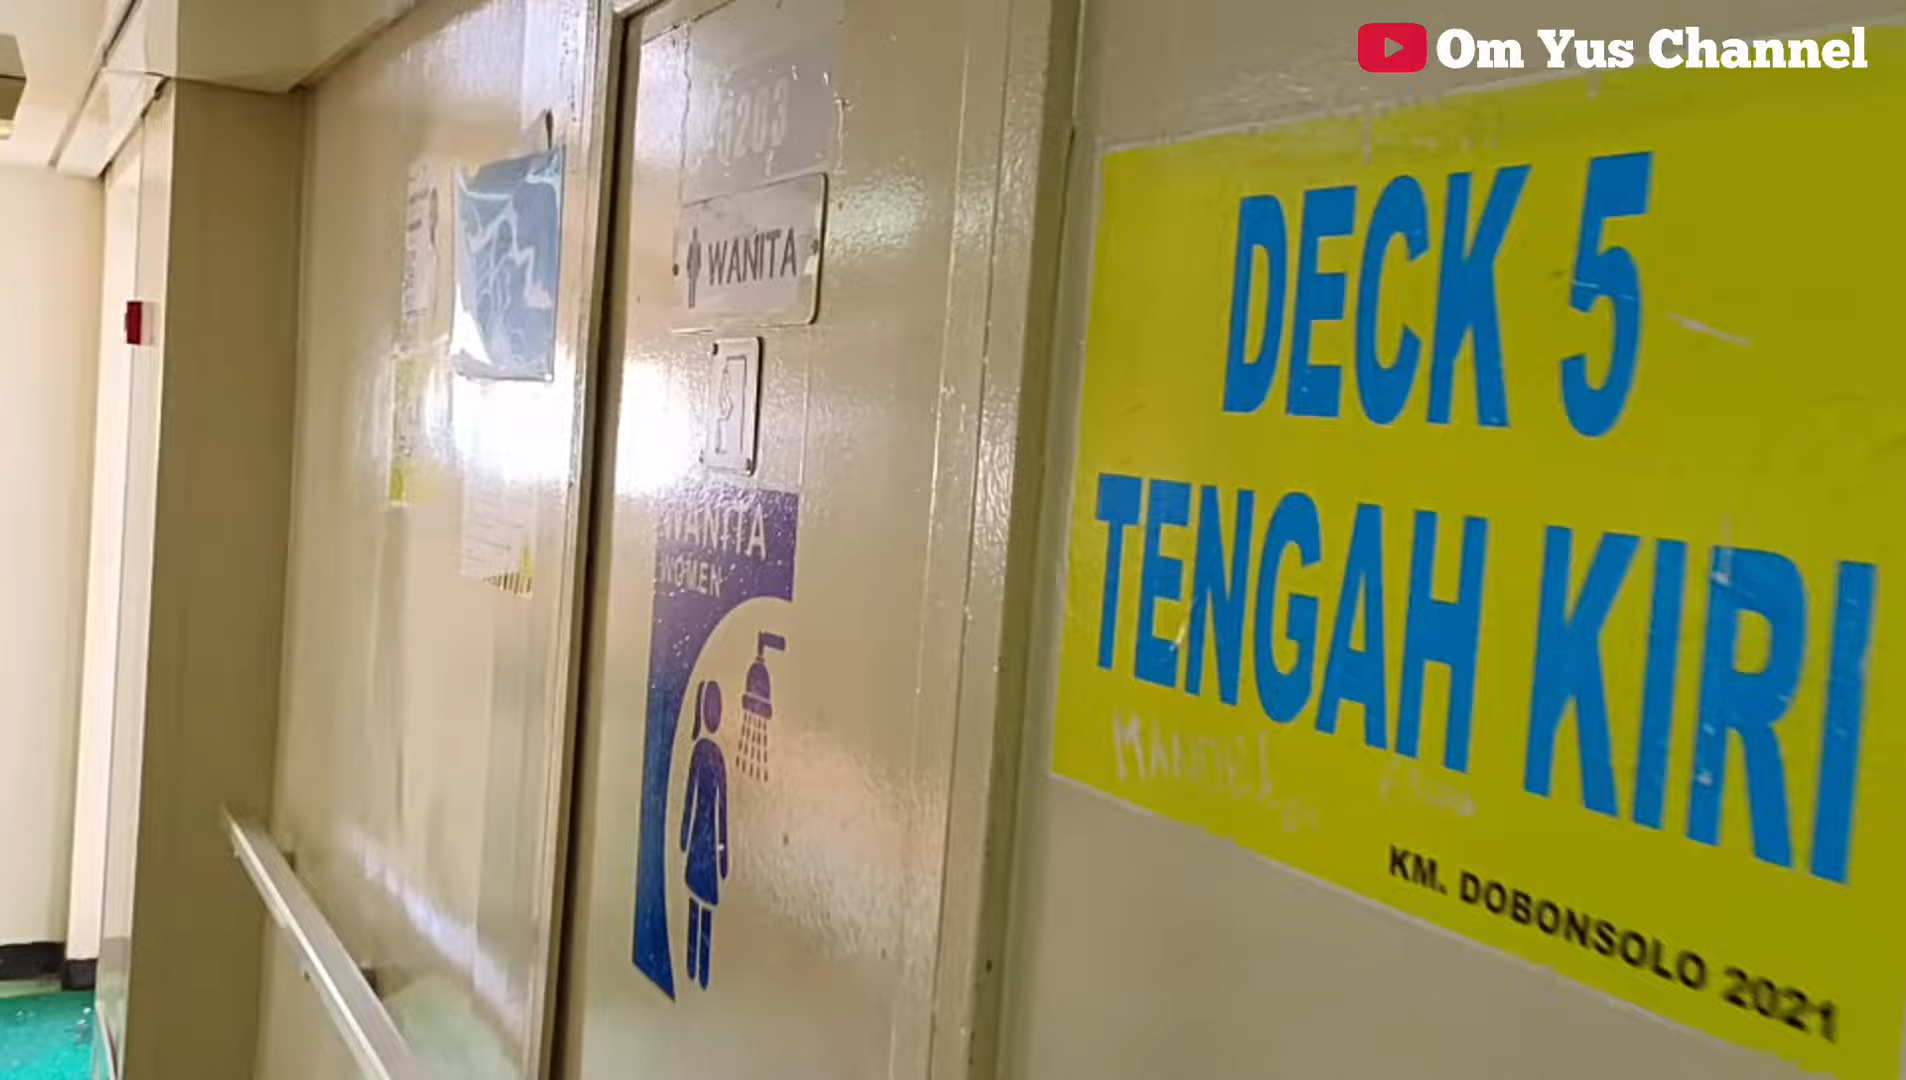 Om Yus Channel
WANITA
WANITA
WOMEN
DECK 5
TENGAH KIRI
KM. DOBONSOLO 2021